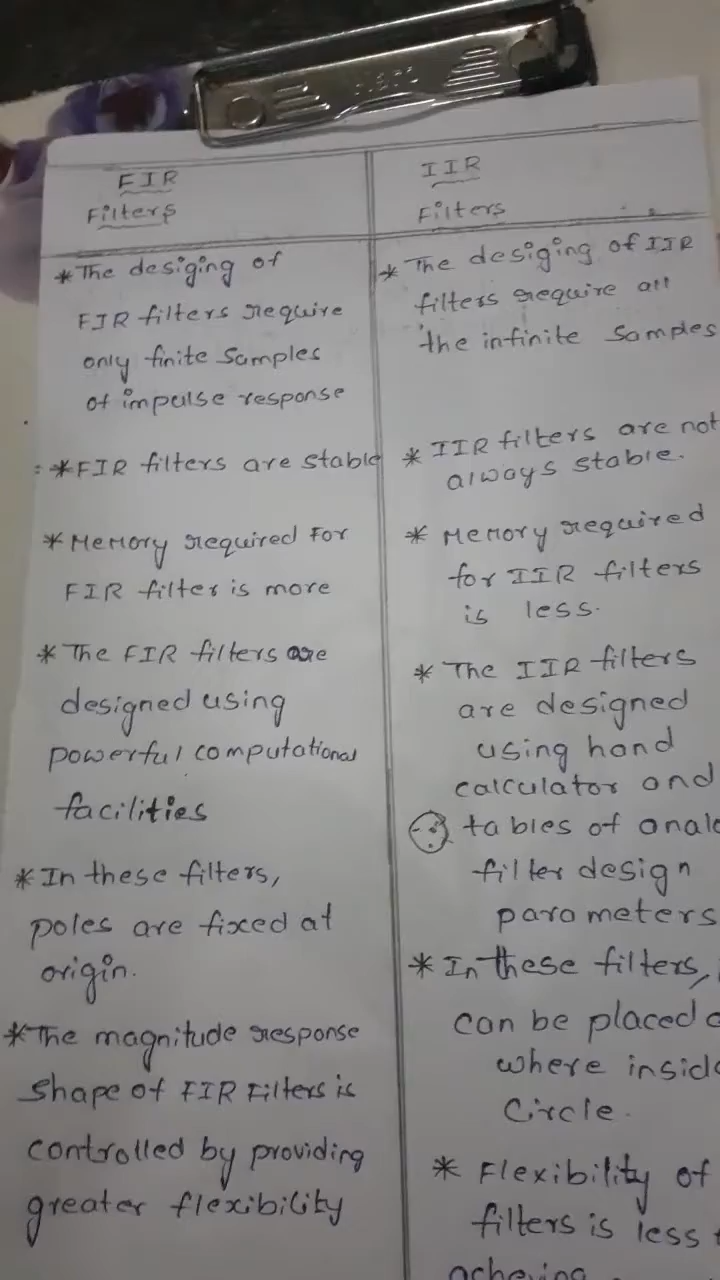 FIR
Filters
* The desiging of
FIR filters require
only finite samples
of impulse response
* FIR filters are stable
* Memory required For
FIR filter is more
* The FIR filters are
designed using
powerful computational
facilities
* In these filters,
poles are fixed at
origin.
* The magnitude response
shape of FIR Filters is
controlled by providing
greater flexibility
IIR
Filters
* The desiging of IIR
filters require all
the infinite samples
* IIR filters are not
always stable.
* Memory required
for IIR filters
is less.
* The IIR filters
are designed
using hand
calculator and
tables of
filter design
parameters
* In these filters,
can be placed
where
circle.
* Flexibility of
filters is less
acheving